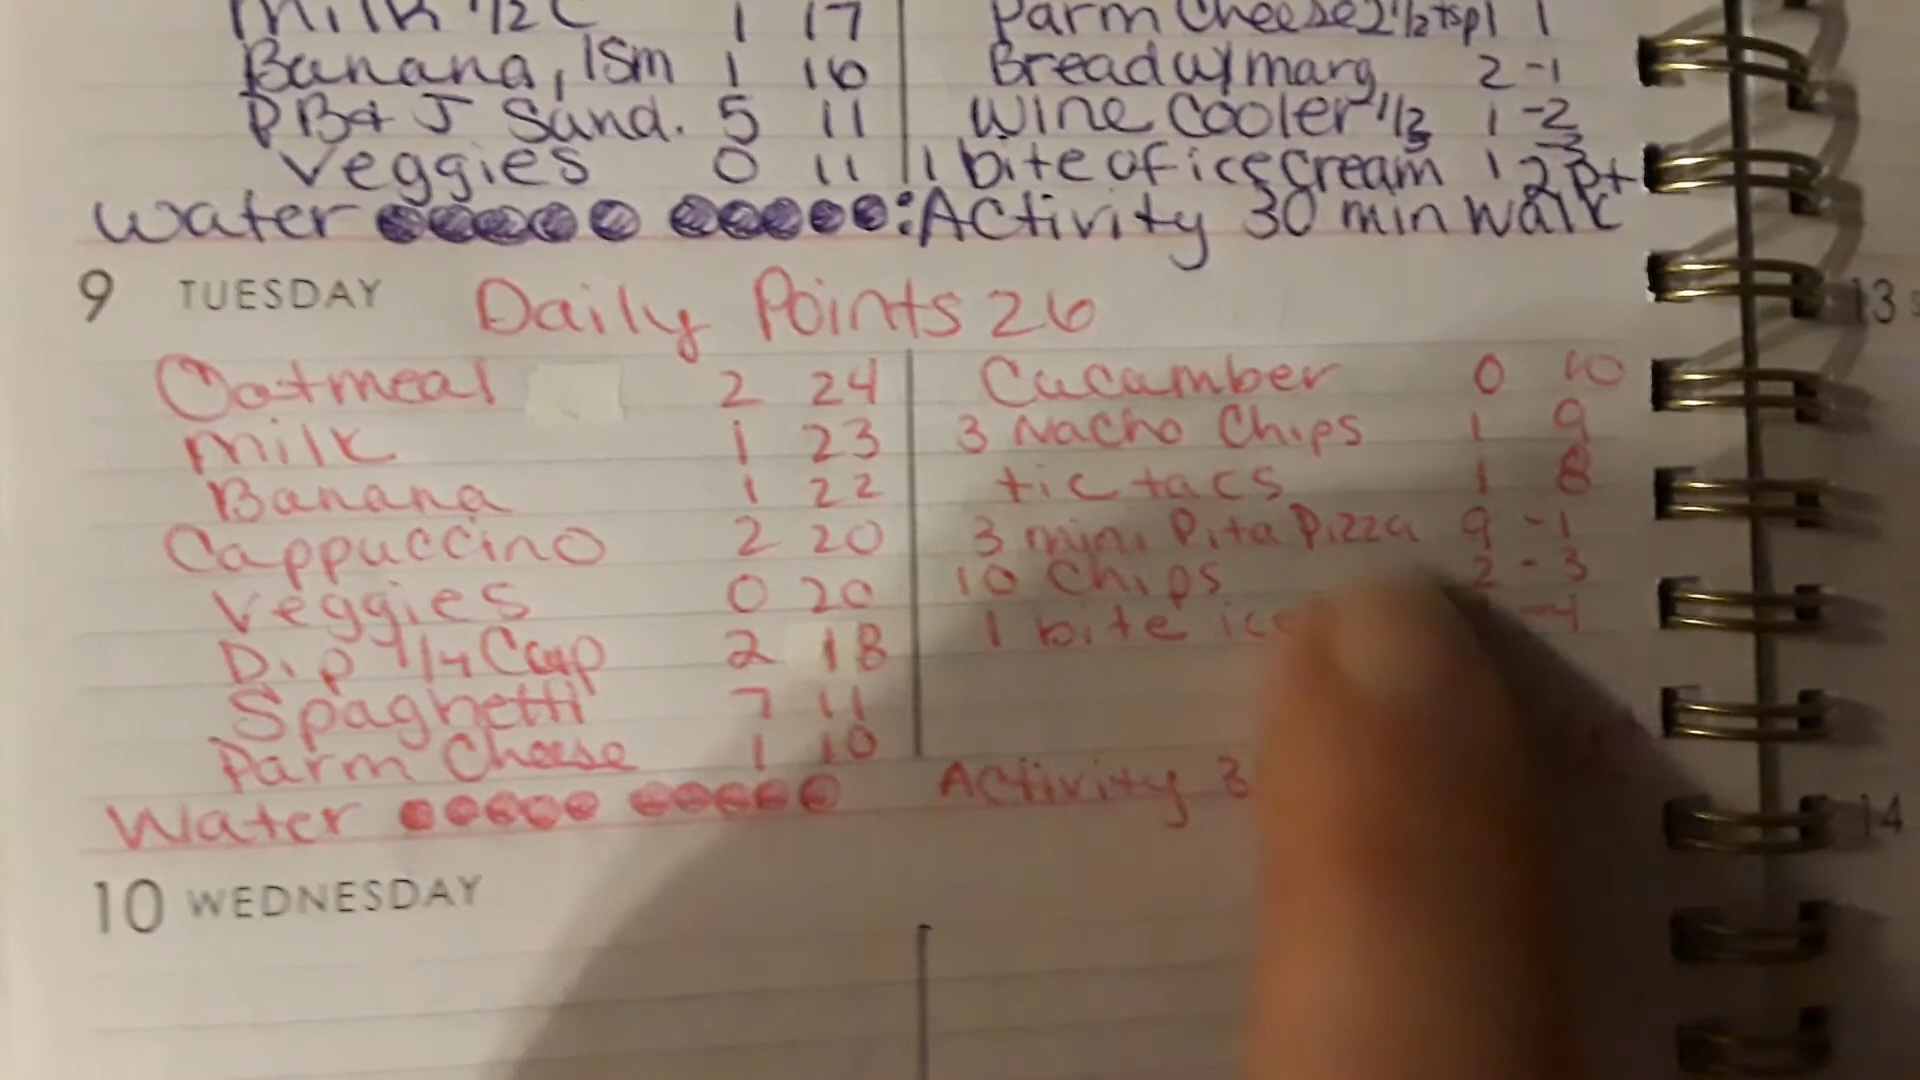 Milk 1/2 C 1 17
Banana, 1sm 1 16
PB & J Sand. 5 11
Veggies 0 11
Parm Cheese 2 1/2 tsp 1 1
Bread w/ marg 2 -1
Wine Cooler 1/3 1 -2
1 bite of ice cream 1
Water
Activity 30 min Walk
9 TUESDAY Daily Points 26
Oatmeal 2 24
Milk 1 23
Banana 1 22
Cappuccino 2 20
Veggies 0 20
Dip 1/4 Cup 2 18
Spaghetti 7 11
Parm Cheese 1 10
Cucamber 0 10
3 Nacho Chips 1 9
tic tacs 1 8
3 mini Pita Pizza 9 -1
10 Chips 2 -3
1 bite ice -4
Water
Activity 3
10 WEDNESDAY
13
14